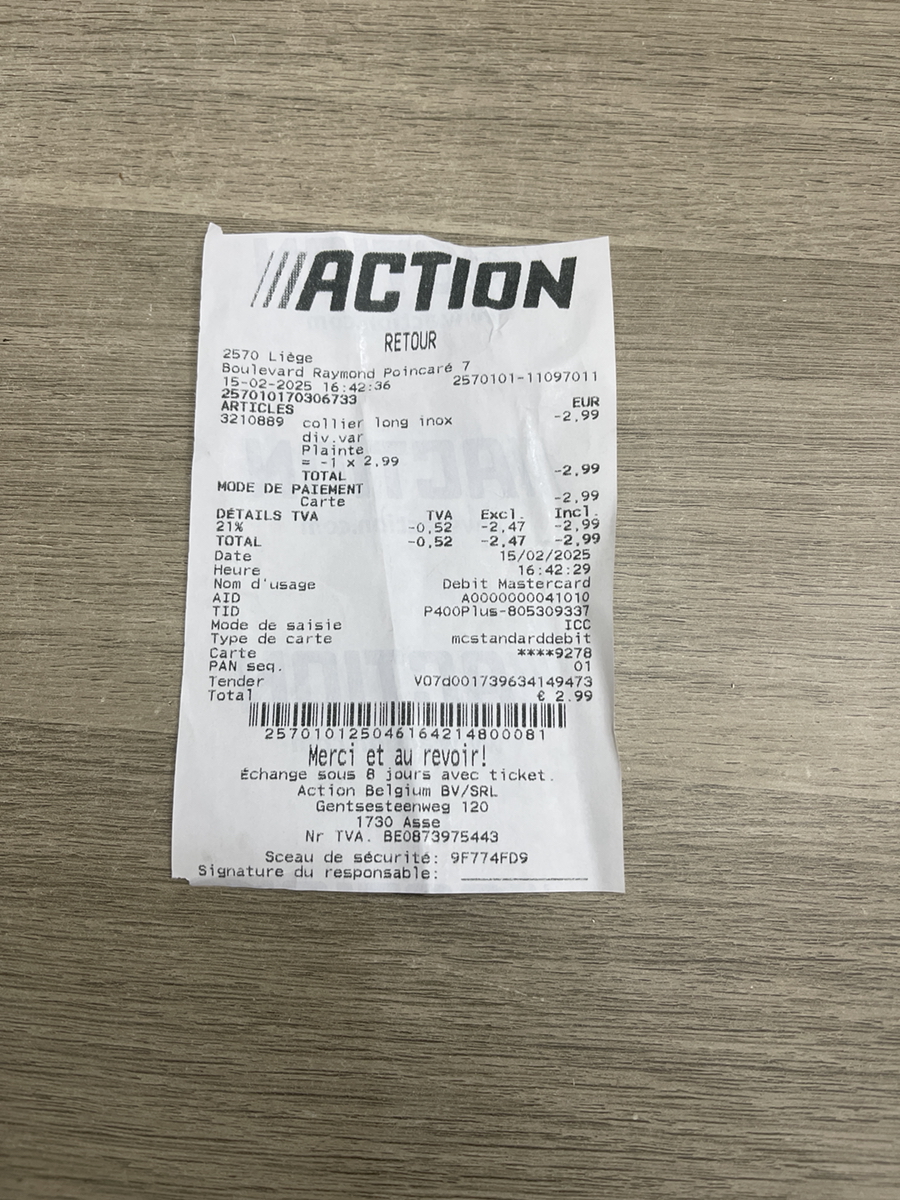 ACTION
RETOUR
2570 Liège
Boulevard Raymond Poincaré 7
15-02-2025 16:42:36 2570101-11097011
257010170306733
ARTICLES EUR
3210889 collier long inox -2,99
div.var
Plainte
= -1 x 2,99
TOTAL -2,99
MODE DE PAIEMENT
Carte -2,99
DÉTAILS TVA TVA Excl. Incl.
21% -0,52 -2,47 -2,99
TOTAL -0,52 -2,47 -2,99
Date 15/02/2025
Heure 16:42:29
Nom d'usage Debit Mastercard
AID A0000000041010
TID P400Plus-805309337
Mode de saisie ICC
Type de carte mcstandarddebit
Carte ****9278
PAN seq. 01
Tender V07d001739634149473
Total € 2.99
257010125046164214800081
Merci et au revoir!
Échange sous 8 jours avec ticket.
Action Belgium BV/SRL
Gentsesteenweg 120
1730 Asse
Nr TVA. BE0873975443
Sceau de sécurité: 9F774FD9
Signature du responsable: